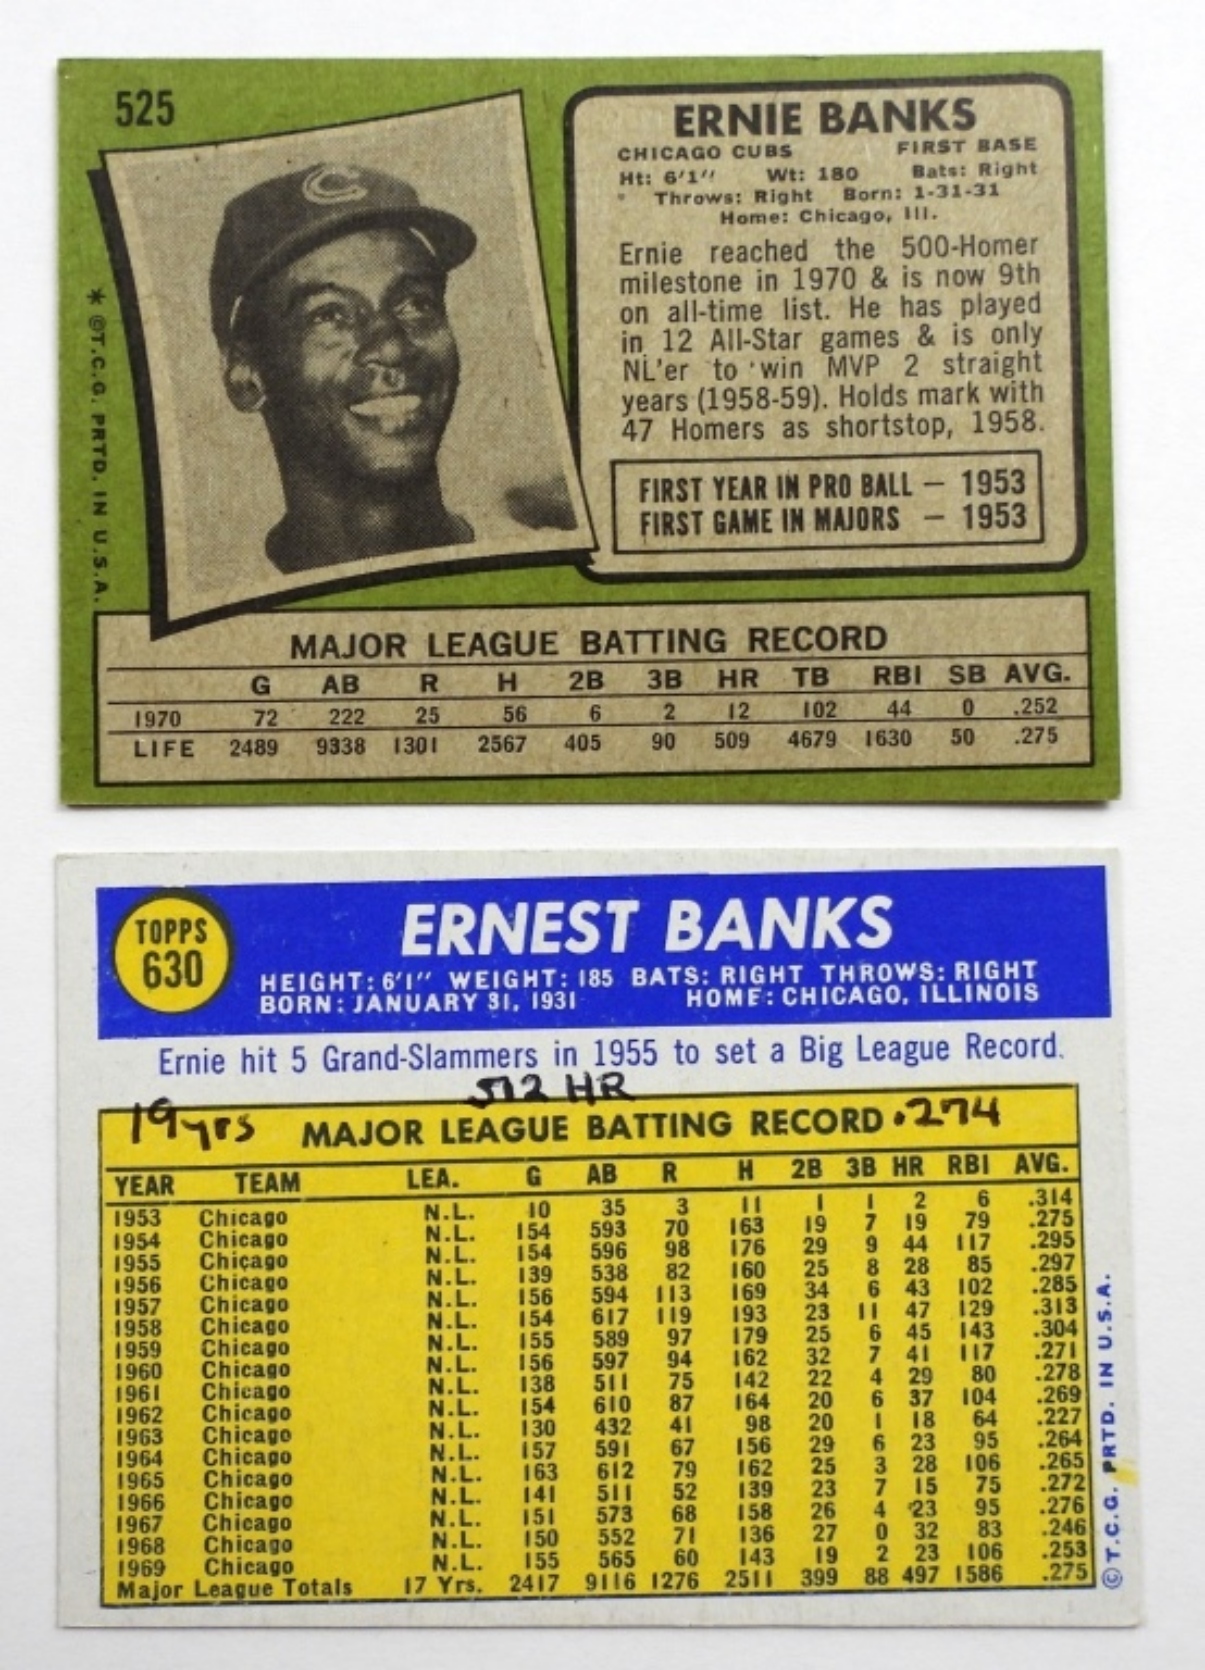 525
ERNIE BANKS
CHICAGO CUBS FIRST BASE
Ht: 6'1" Wt: 180 Bats: Right
Throws: Right Born: 1-31-31
Home: Chicago, Ill.
Ernie reached the 500-Homer
milestone in 1970 & is now 9th
on all-time list. He has played
in 12 All-Star games & is only
NL'er to win MVP 2 straight
years (1958-59). Holds mark with
47 Homers as shortstop, 1958.
FIRST YEAR IN PRO BALL — 1953
FIRST GAME IN MAJORS — 1953
C
* ©T.C.G. PRTD. IN U.S.A.
MAJOR LEAGUE BATTING RECORD
G AB R H 2B 3B HR TB RBI SB AVG.
1970 72 222 25 56 6 2 12 102 44 0 .252
LIFE 2489 9338 1301 2567 405 90 509 4679 1630 50 .275
TOPPS
630
ERNEST BANKS
HEIGHT: 6'1" WEIGHT: 185 BATS: RIGHT THROWS: RIGHT
BORN: JANUARY 31, 1931 HOME: CHICAGO, ILLINOIS
Ernie hit 5 Grand-Slammers in 1955 to set a Big League Record.
512 HR
19 yrs MAJOR LEAGUE BATTING RECORD .274
YEAR TEAM LEA. G AB R H 2B 3B HR RBI AVG.
1953 Chicago N.L. 10 35 3 11 1 1 2 6 .314
1954 Chicago N.L. 154 593 70 163 19 7 19 79 .275
1955 Chicago N.L. 154 596 98 176 29 9 44 117 .295
1956 Chicago N.L. 139 538 82 160 25 8 28 85 .297
1957 Chicago N.L. 156 594 113 169 34 6 43 102 .285
1958 Chicago N.L. 154 617 119 193 23 11 47 129 .313
1959 Chicago N.L. 155 589 97 179 25 6 45 143 .304
1960 Chicago N.L. 156 597 94 162 32 7 41 117 .271
1961 Chicago N.L. 138 511 75 142 22 4 29 80 .278
1962 Chicago N.L. 154 610 87 164 20 6 37 104 .269
1963 Chicago N.L. 130 432 41 98 20 1 18 64 .227
1964 Chicago N.L. 157 591 67 156 29 6 23 95 .264
1965 Chicago N.L. 163 612 79 162 25 3 28 106 .265
1966 Chicago N.L. 141 511 52 139 23 7 15 75 .272
1967 Chicago N.L. 151 573 68 158 26 4 23 95 .276
1968 Chicago N.L. 150 552 71 136 27 0 32 83 .246
1969 Chicago N.L. 155 565 60 143 19 2 23 106 .253
Major League Totals 17 Yrs. 2417 9116 1276 2511 399 88 497 1586 .275
©T.C.G. PRTD. IN U.S.A.